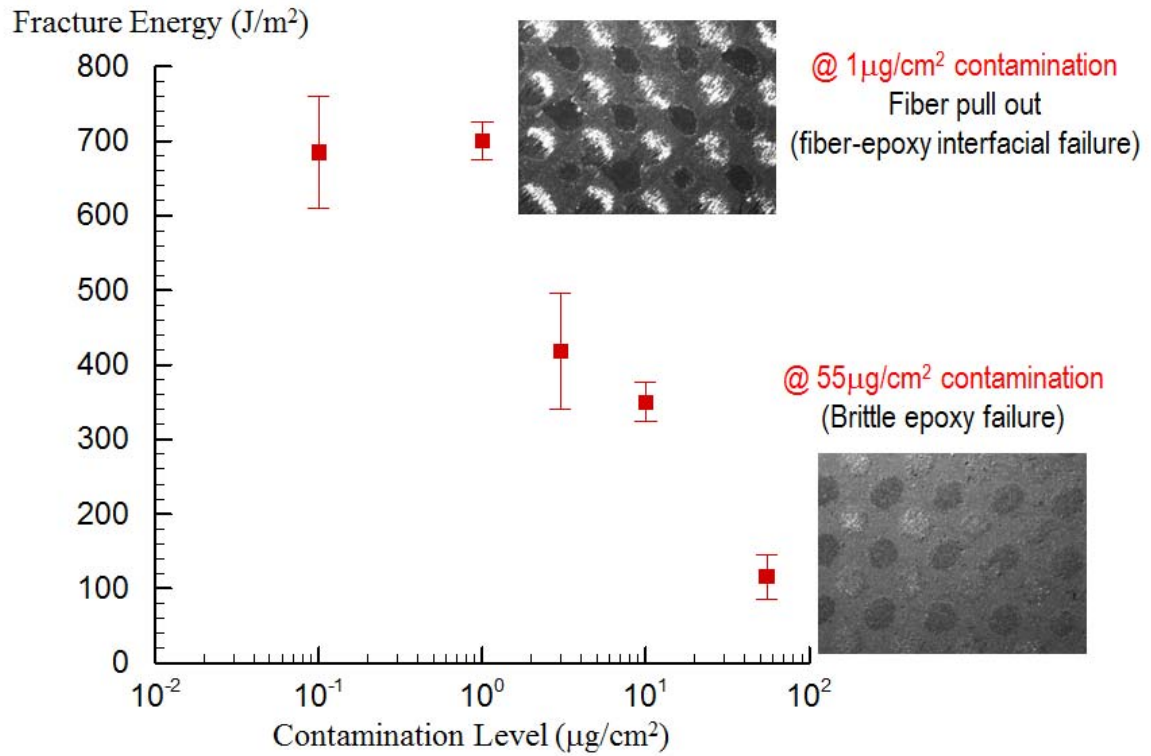 Fracture Energy (J/m²)
800
700
600
500
400
300
200
100
0
10⁻²
10⁻¹
10⁰
10¹
10²
Contamination Level (μg/cm²)
@ 1μg/cm² contamination
Fiber pull out
(fiber-epoxy interfacial failure)
@ 55μg/cm² contamination
(Brittle epoxy failure)